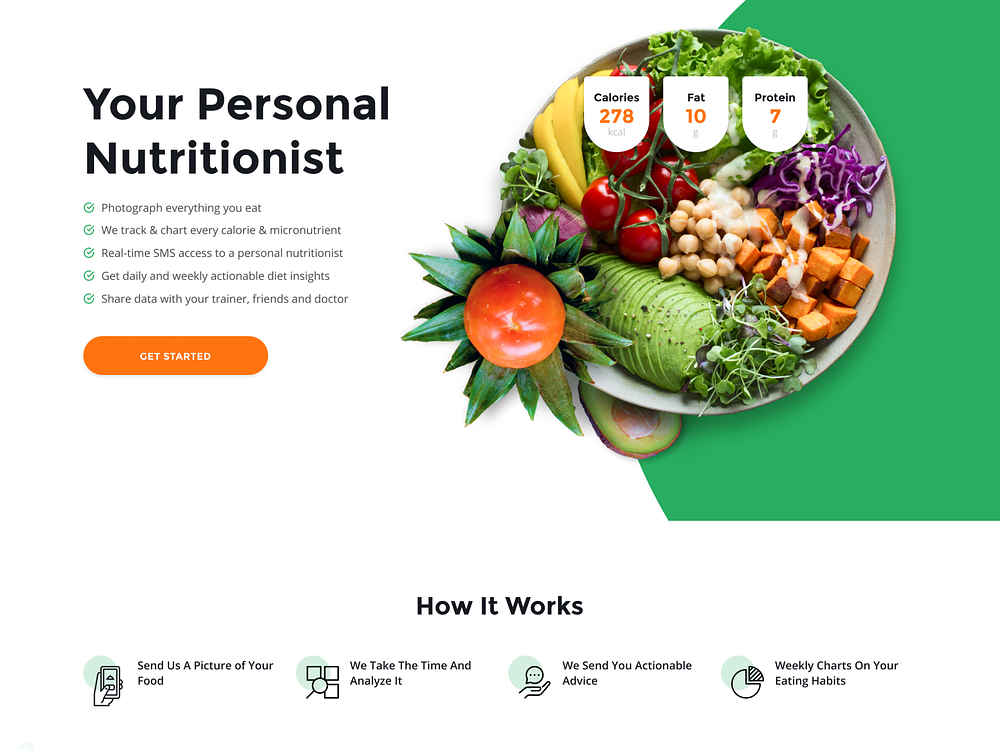 Your Personal
Nutritionist
Photograph everything you eat
We track & chart every calorie & micronutrient
Real-time SMS access to a personal nutritionist
Get daily and weekly actionable diet insights
Share data with your trainer, friends and doctor
GET STARTED
Calories
278
kcal
Fat
10
g
Protein
7
g
How It Works
Send Us A Picture of Your
Food
We Take The Time And
Analyze It
We Send You Actionable
Advice
Weekly Charts On Your
Eating Habits